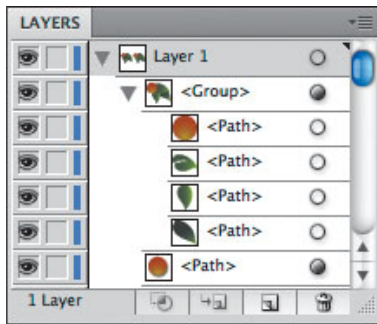 LAYERS
Layer 1
<Group>
<Path>
<Path>
<Path>
<Path>
<Path>
1 Layer